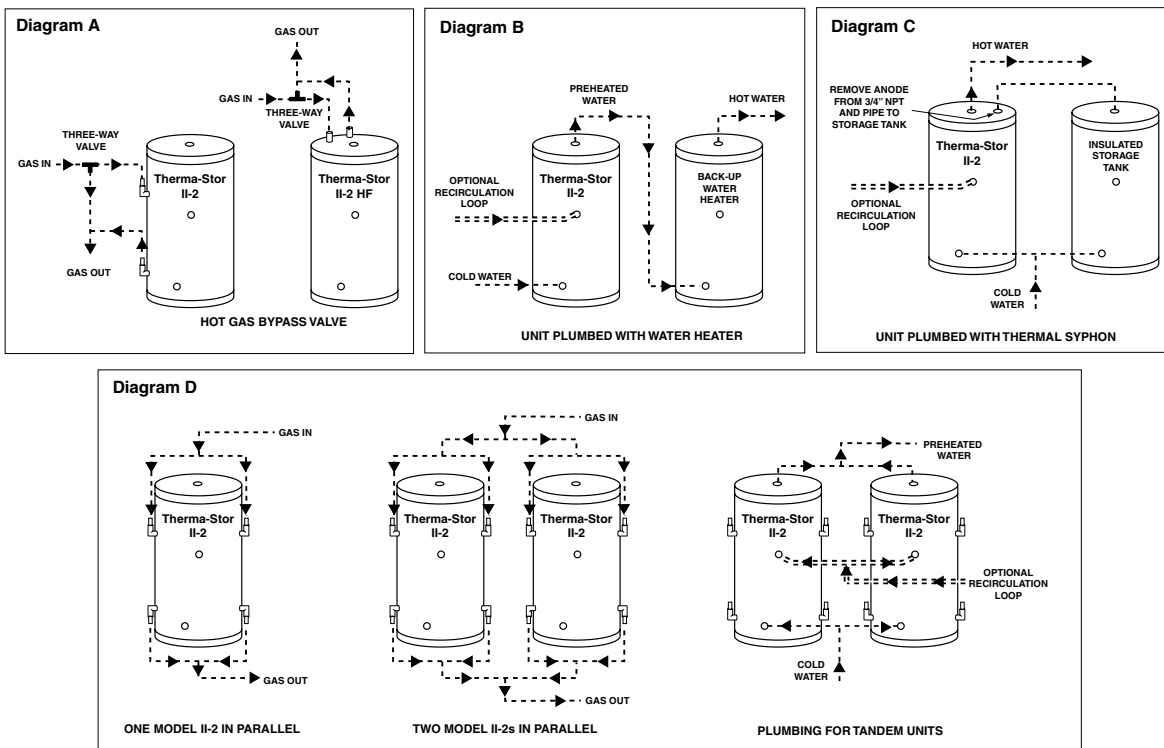 Diagram A
GAS OUT
GAS IN
THREE-WAY
VALVE
THREE-WAY
VALVE
GAS IN
Therma-Stor
II-2
Therma-Stor
II-2 HF
GAS OUT
HOT GAS BYPASS VALVE
Diagram B
PREHEATED
WATER
HOT WATER
OPTIONAL
RECIRCULATION
LOOP
Therma-Stor
II-2
BACK-UP
WATER
HEATER
COLD WATER
UNIT PLUMBED WITH WATER HEATER
Diagram C
HOT WATER
REMOVE ANODE
FROM 3/4" NPT
AND PIPE TO
STORAGE TANK
Therma-Stor
II-2
INSULATED
STORAGE
TANK
OPTIONAL
RECIRCULATION
LOOP
COLD
WATER
UNIT PLUMBED WITH THERMAL SYPHON
Diagram D
GAS IN
Therma-Stor
II-2
GAS OUT
ONE MODEL II-2 IN PARALLEL
GAS IN
Therma-Stor
II-2
Therma-Stor
II-2
GAS OUT
TWO MODEL II-2s IN PARALLEL
PREHEATED
WATER
Therma-Stor
II-2
Therma-Stor
II-2
OPTIONAL
RECIRCULATION
LOOP
COLD
WATER
PLUMBING FOR TANDEM UNITS